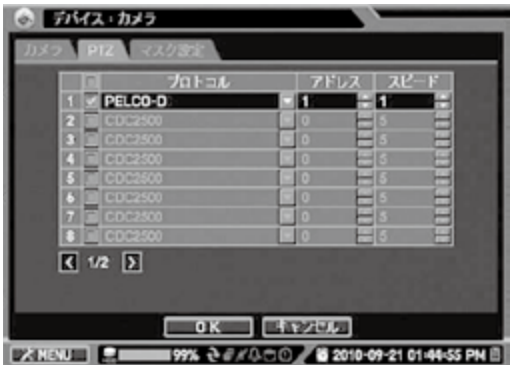 デバイス:カメラ
カメラ PTZ マスク設定
プロトコル アドレス スピード
1 PELCO-D 1 1
2 CDC2500 0 5
3 CDC2500 0 5
4 CDC2500 0 5
5 CDC2500 0 5
6 CDC2500 0 5
7 CDC2500 0 5
8 CDC2500 0 5
1/2
OK キャンセル
MENU 99% 2010-09-21 01:44:55 PM